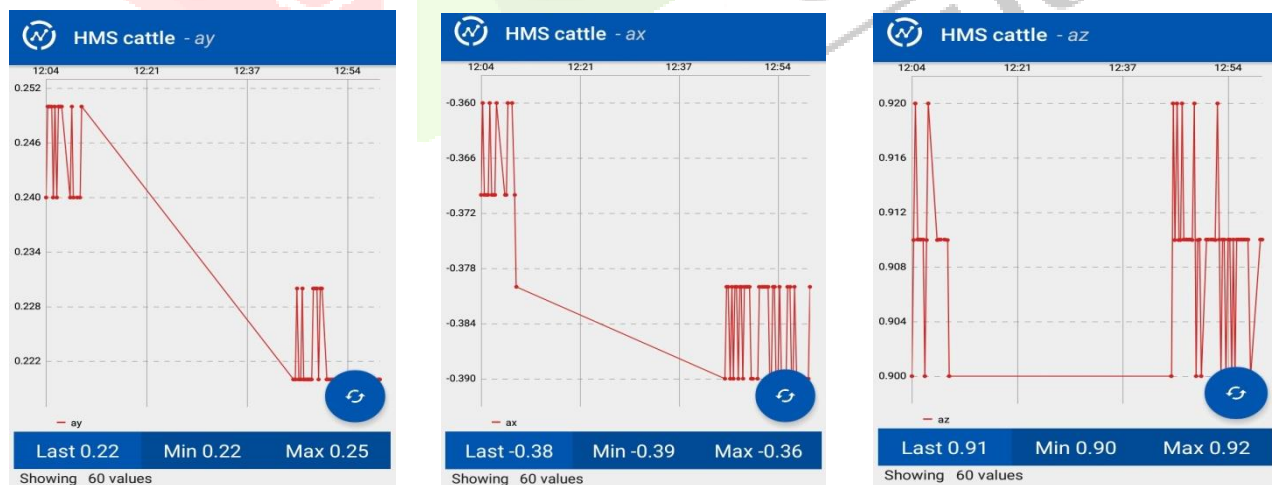 HMS cattle - ay
12:04 12:21 12:37 12:54
0.252
0.246
0.240
0.234
0.228
0.222
ay
Last 0.22 Min 0.22 Max 0.25
Showing 60 values
HMS cattle - ax
12:04 12:21 12:37 12:54
-0.360
-0.366
-0.372
-0.378
-0.384
-0.390
ax
Last -0.38 Min -0.39 Max -0.36
Showing 60 values
HMS cattle - az
12:04 12:21 12:37 12:54
0.920
0.916
0.912
0.908
0.904
0.900
az
Last 0.91 Min 0.90 Max 0.92
Showing 60 values